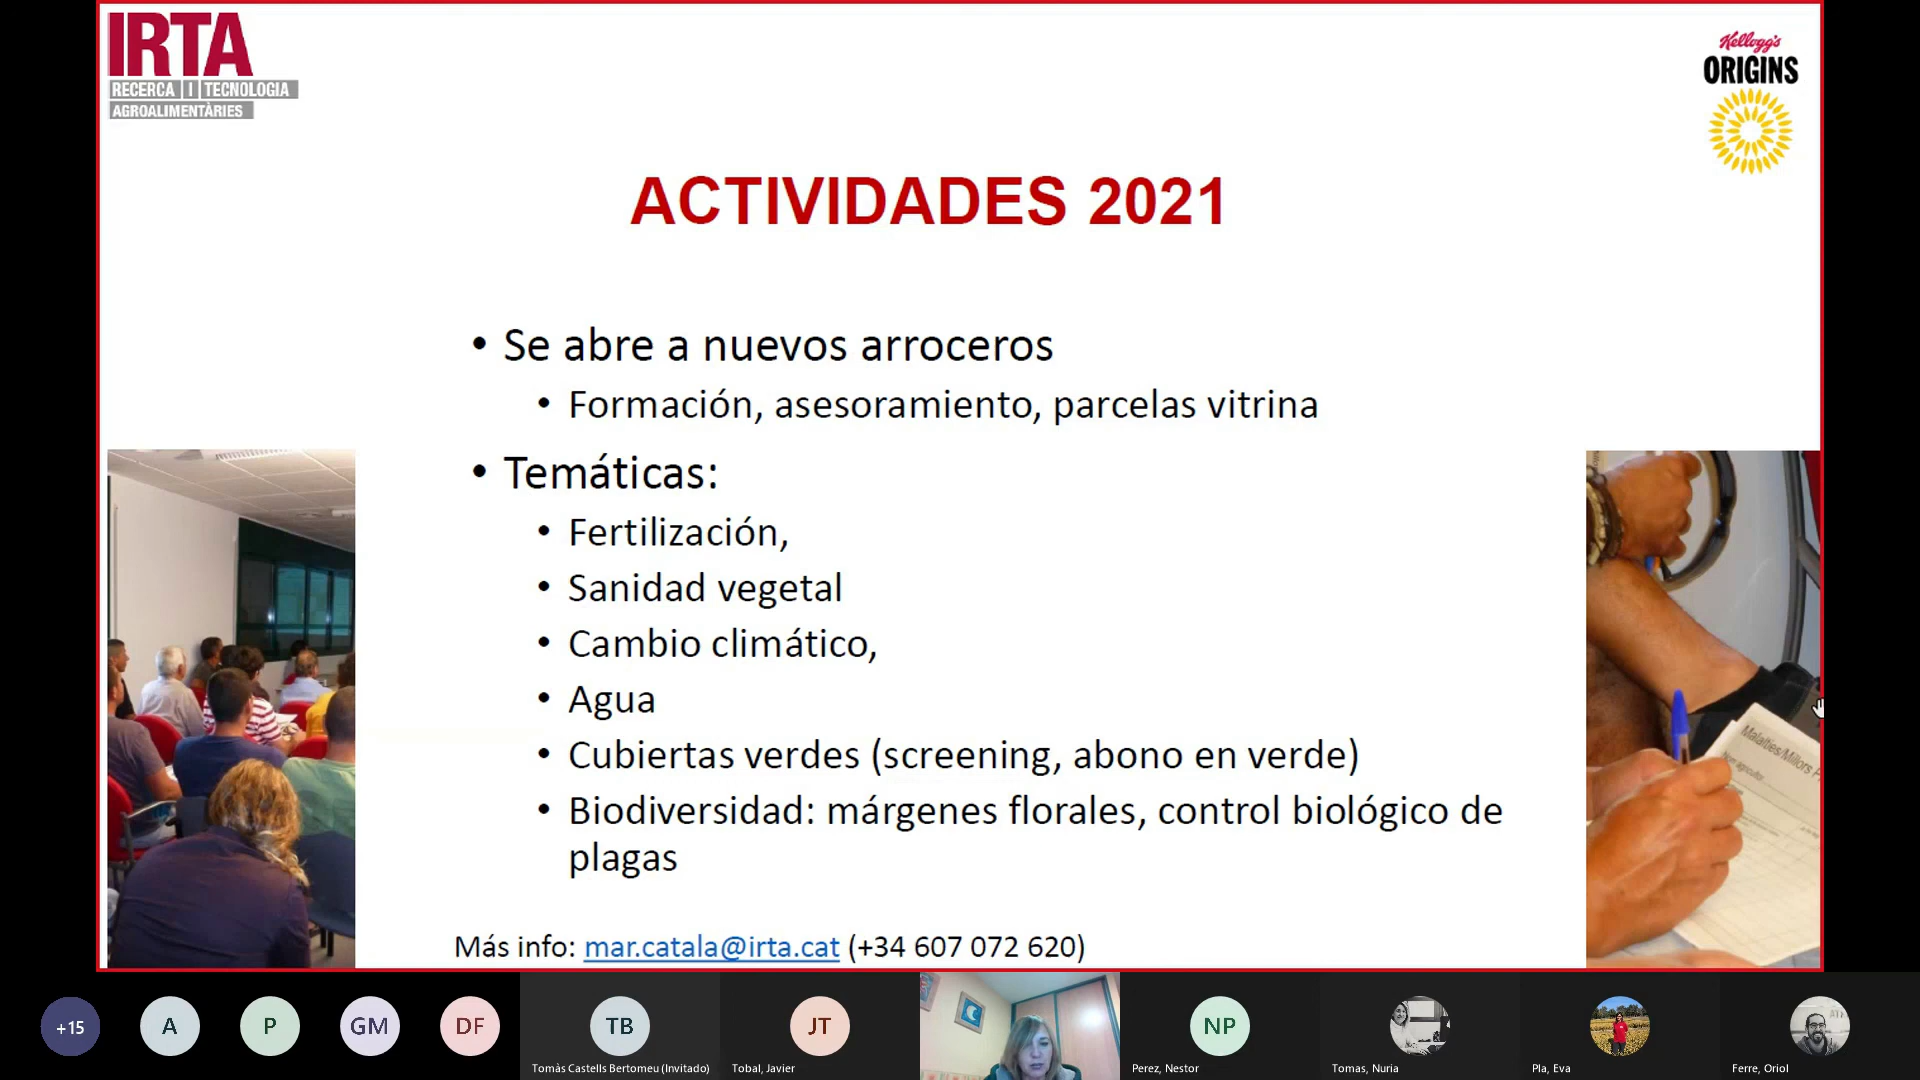 IRTA
RECERCA I TECNOLOGIA
AGROALIMENTÀRIES
Kellogg's
ORIGINS
ACTIVIDADES 2021
• Se abre a nuevos arroceros
• Formación, asesoramiento, parcelas vitrina
• Temáticas:
• Fertilización,
• Sanidad vegetal
• Cambio climático,
• Agua
• Cubiertas verdes (screening, abono en verde)
• Biodiversidad: márgenes florales, control biológico de
plagas
Malalties/Millors
Más info: mar.catala@irta.cat (+34 607 072 620)
+15
A
P
GM
DF
TB
JT
NP
Tomàs Castells Bertomeu (Invitado)
Tobal, Javier
Perez, Nestor
Tomas, Nuria
Pla, Eva
Ferre, Oriol